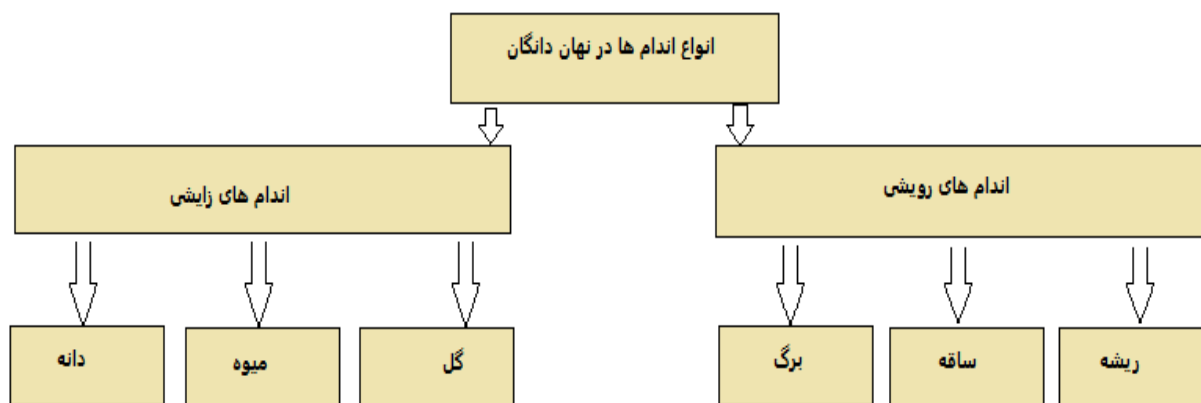 انواع اندام ها در نهان دانگان
اندام های رویشی
اندام های زایشی
ریشه
ساقه
برگ
گل
میوه
دانه